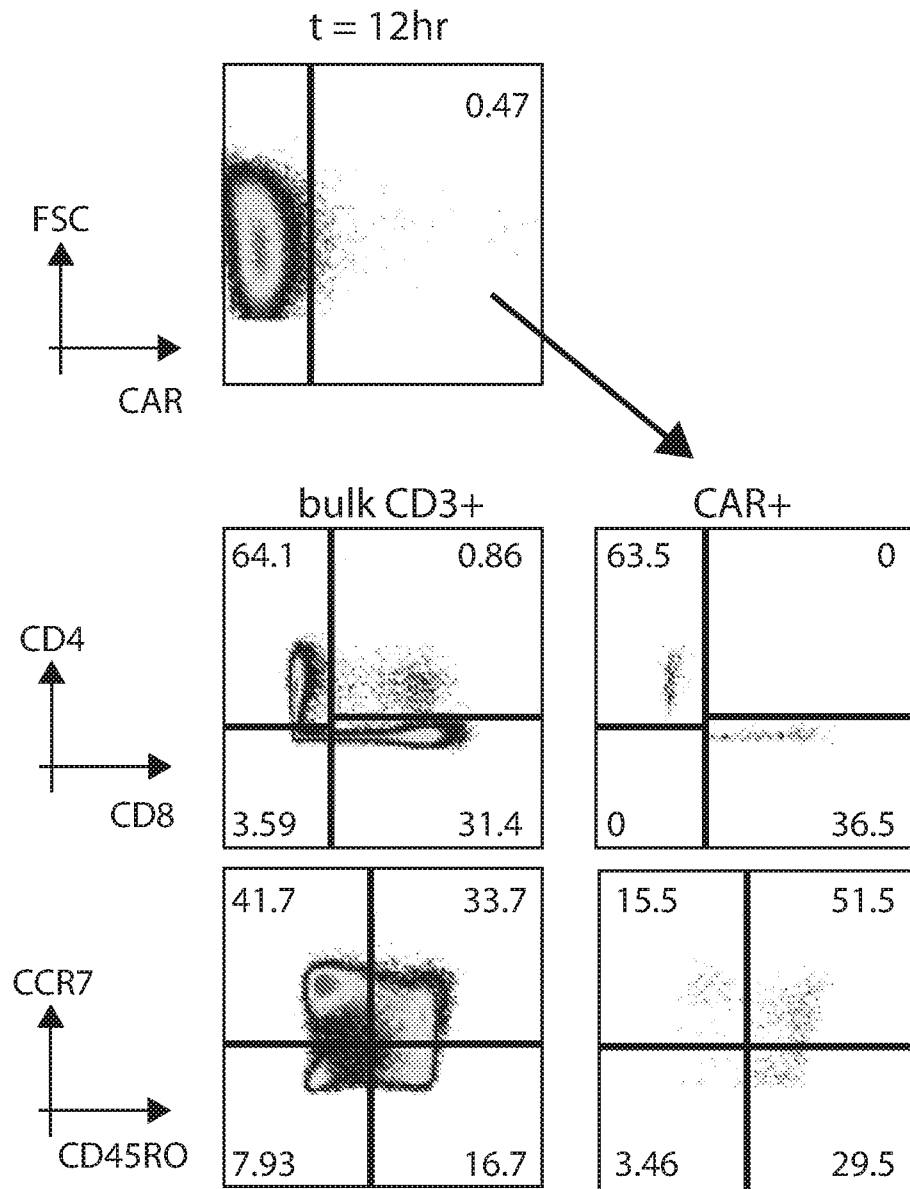 t = 12hr
0.47
FSC
CAR
bulk CD3+
CAR+
64.1 0.86
63.5 0
CD4
CD8
3.59 31.4
0 36.5
41.7 33.7
15.5 51.5
CCR7
CD45RO
7.93 16.7
3.46 29.5